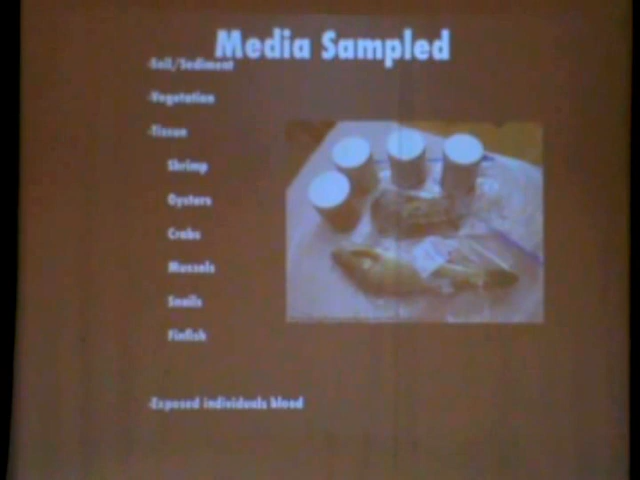 Media Sampled
-Soil/Sediment
-Vegetation
-Tissue
Shrimp
Oysters
Crabs
Mussels
Snails
Finfish
-Exposed individuals blood